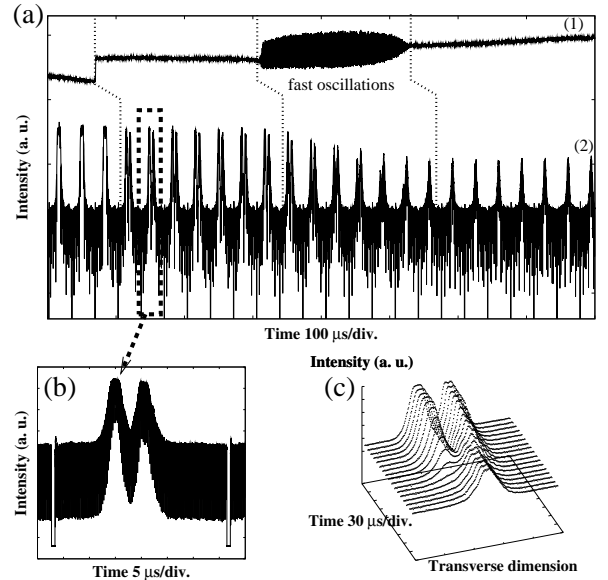 (a)
(1)
fast oscillations
(2)
Intensity (a. u.)
Time 100 µs/div.
Intensity (a. u.)
(b)
(c)
Intensity (a. u.)
Time 30 µs/div.
Time 5 µs/div.
Transverse dimension